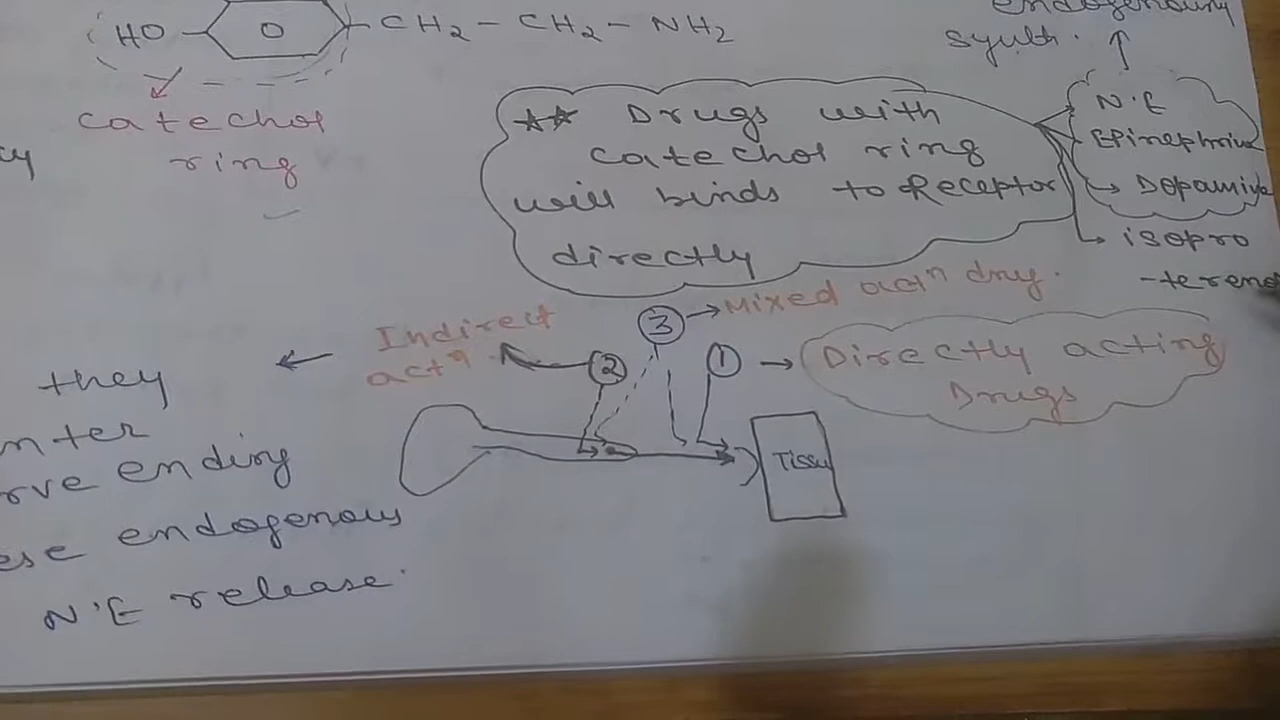 HO O CH2 - CH2 - NH2
endogenously
synth.
catechol
ring
** Drugs with
catechol ring
will binds to Receptor
directly
N.E
Epinephrine
Dopamine
isopro
-tereno
Indirect
actn
2
3 → Mixed actn drug.
1 → Directly acting
Drugs
Tissu
they
nter
rve ending
ese endogenous
N.E release.